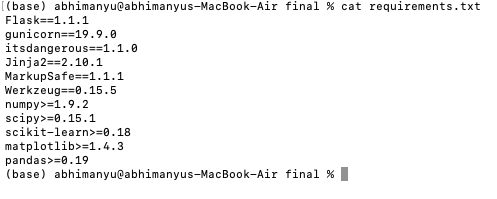 (base) abhimanyu@abhimanyus-MacBook-Air final % cat requirements.txt
Flask==1.1.1
gunicorn==19.9.0
itsdangerous==1.1.0
Jinja2==2.10.1
MarkupSafe==1.1.1
Werkzeug==0.15.5
numpy>=1.9.2
scipy>=0.15.1
scikit-learn>=0.18
matplotlib>=1.4.3
pandas>=0.19
(base) abhimanyu@abhimanyus-MacBook-Air final %